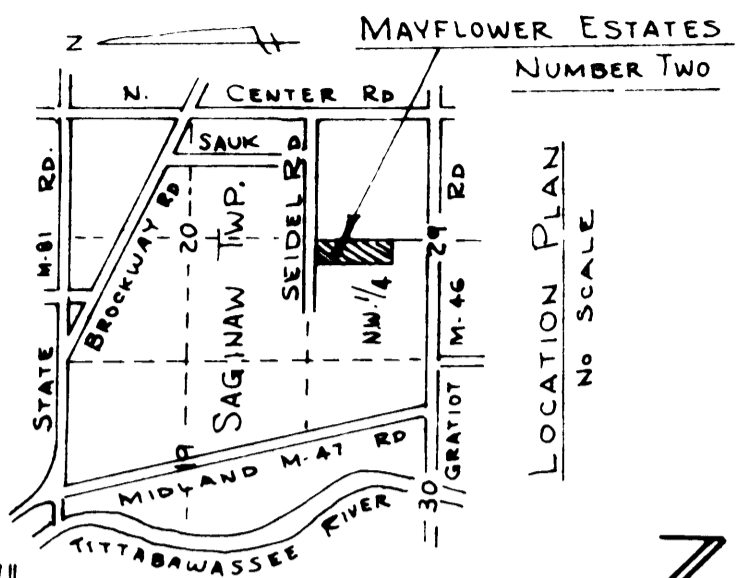 MAYFLOWER ESTATES
NUMBER TWO
N
N. CENTER RD
SAUK
SEIDEL RD
STATE M-81 RD.
BROCKWAY RD
20
SAGINAW TWP.
NW. 1/4
29
GRATIOT M-46 RD
19
MIDLAND M-47 RD
30
TITTABAWASSEE RIVER
LOCATION PLAN
NO SCALE